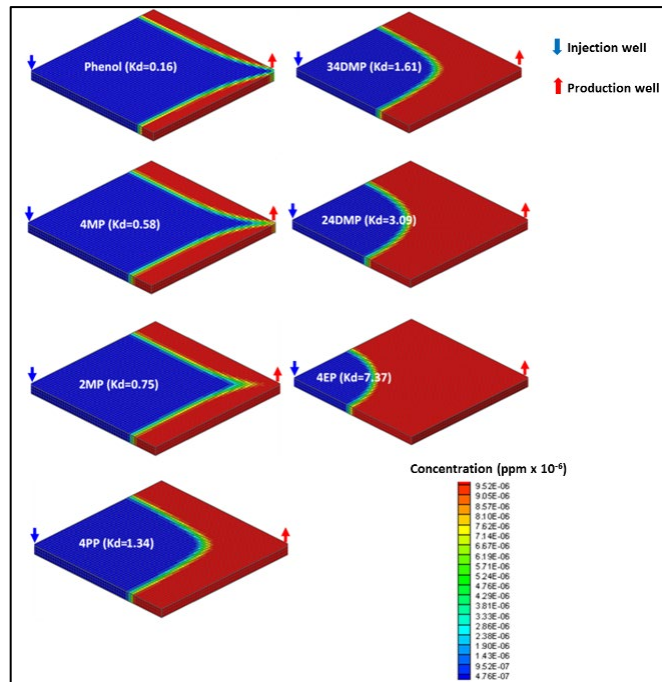 Phenol (Kd=0.16)
34DMP (Kd=1.61)
Injection well
Production well
4MP (Kd=0.58)
24DMP (Kd=3.09)
2MP (Kd=0.75)
4EP (Kd=7.37)
4PP (Kd=1.34)
Concentration (ppm x 10⁻⁶)
9.52E-06
9.05E-06
8.57E-06
8.10E-06
7.62E-06
7.14E-06
6.67E-06
6.19E-06
5.71E-06
5.24E-06
4.76E-06
4.29E-06
3.81E-06
3.33E-06
2.86E-06
2.38E-06
1.90E-06
1.43E-06
9.52E-07
4.76E-07